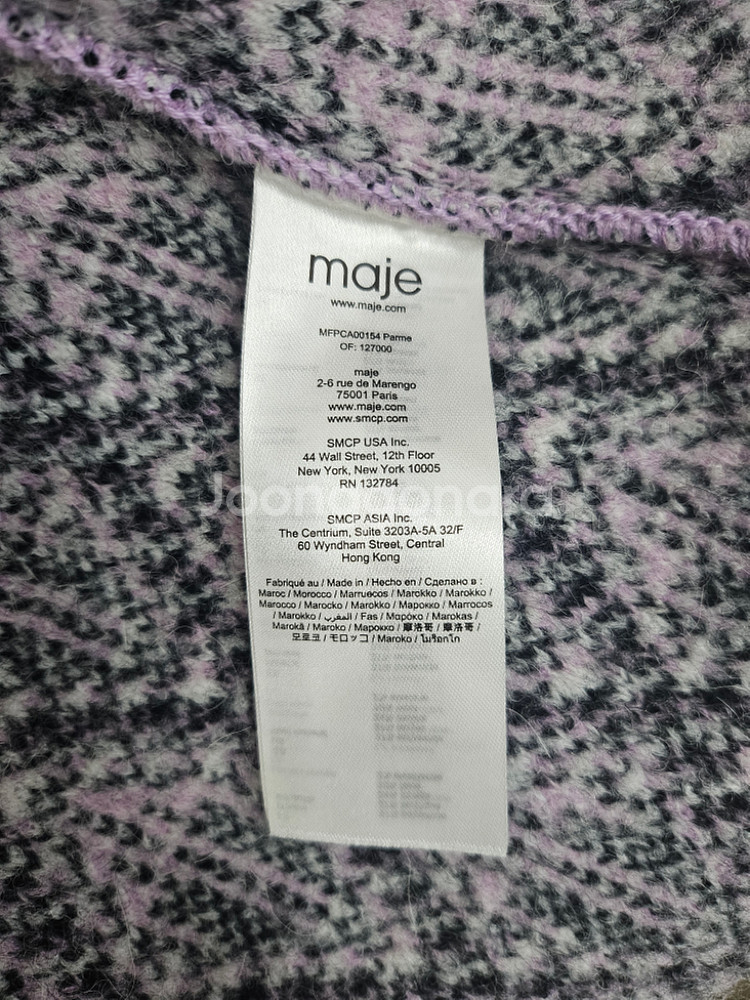 maje
www.maje.com
MFPCA00154 Parme
OF: 127000
maje
2-6 rue de Marengo
75001 Paris
www.maje.com
www.smcp.com
SMCP USA Inc.
44 Wall Street, 12th Floor
New York, New York 10005
RN 132784
Joongonara
SMCP ASIA Inc.
The Centrium, Suite 3203A-5A 32/F
60 Wyndham Street, Central
Hong Kong
Fabriqué au / Made in / Hecho en / Сделано в :
Maroc / Morocco / Marruecos / Marokko / Marokko /
Marocco / Marocko / Marokko / Марокко / Marrocos
/ Marokko / المغرب / Fas / Μαρόκο / Marokas /
Maroká / Maroko / Мароко / 摩洛哥 / 摩洛哥 /
모로코 / モロッコ / Maroko / โมร็อกโก